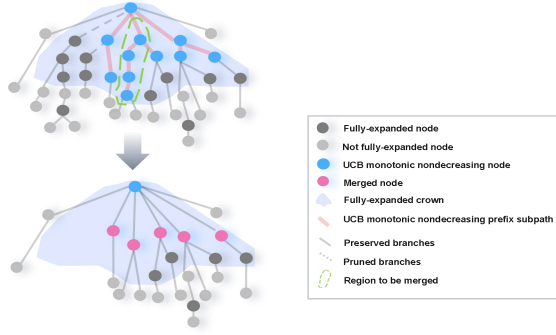 Fully-expanded node
Not fully-expanded node
UCB monotonic nondecreasing node
Merged node
Fully-expanded crown
UCB monotonic nondecreasing prefix subpath
Preserved branches
Pruned branches
Region to be merged